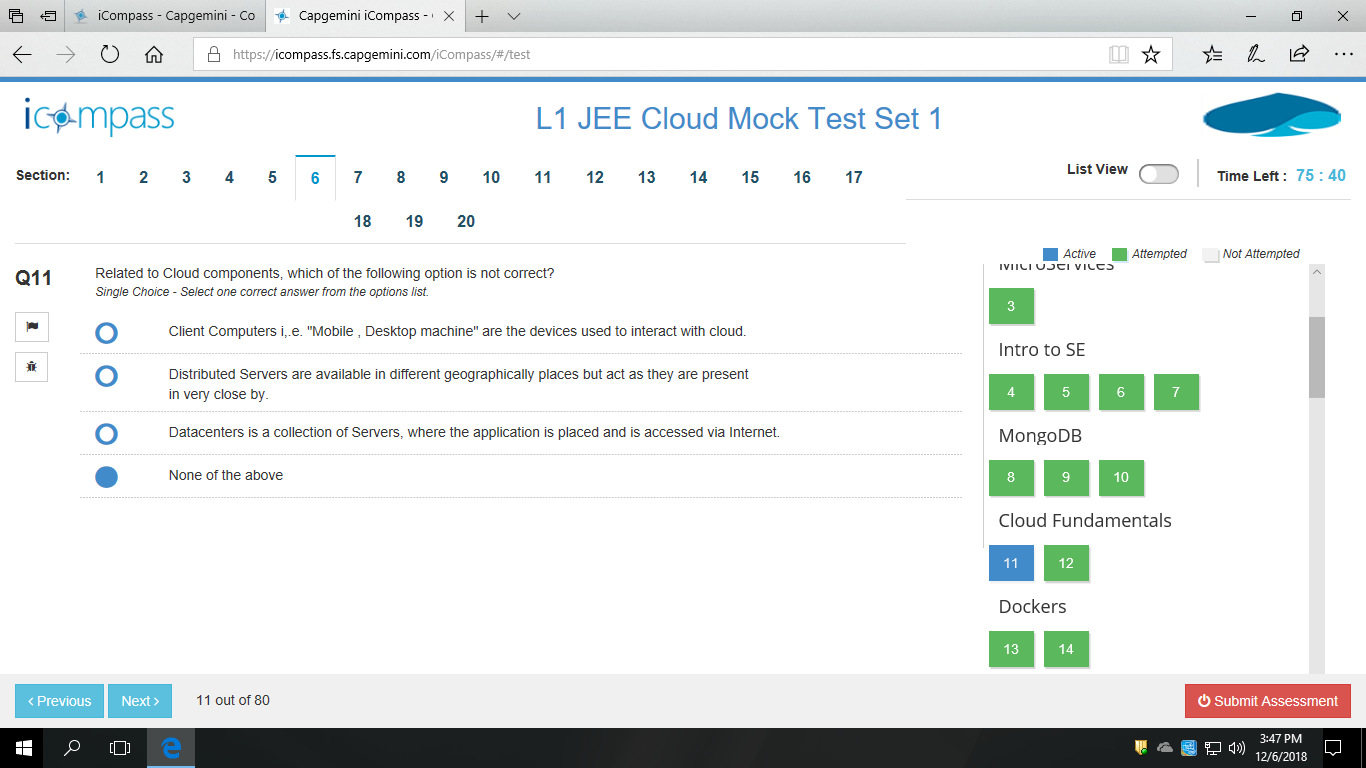 iCompass - Capgemini - Co
Capgemini iCompass -
https://icompass.fs.capgemini.com/iCompass/#/test
icompass
L1 JEE Cloud Mock Test Set 1
Section: 1 2 3 4 5 6 7 8 9 10 11 12 13 14 15 16 17
18 19 20
List View
Time Left : 75 : 40
Active Attempted Not Attempted
Q11
Related to Cloud components, which of the following option is not correct?
Single Choice - Select one correct answer from the options list.
Client Computers i,.e. "Mobile , Desktop machine" are the devices used to interact with cloud.
Distributed Servers are available in different geographically places but act as they are present
in very close by.
Datacenters is a collection of Servers, where the application is placed and is accessed via Internet.
None of the above
MicroServices
3
Intro to SE
4 5 6 7
MongoDB
8 9 10
Cloud Fundamentals
11 12
Dockers
13 14
Previous
Next
11 out of 80
Submit Assessment
3:47 PM
12/6/2018